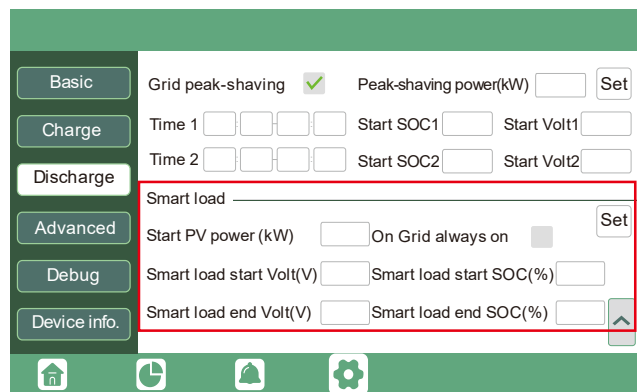 Basic
Charge
Discharge
Advanced
Debug
Device info.
Grid peak-shaving Peak-shaving power(kW) Set
Time 1 : - : Start SOC1 Start Volt1
Time 2 : - : Start SOC2 Start Volt2
Smart load
Set
Start PV power (kW) On Grid always on
Smart load start Volt(V) Smart load start SOC(%)
Smart load end Volt(V) Smart load end SOC(%)